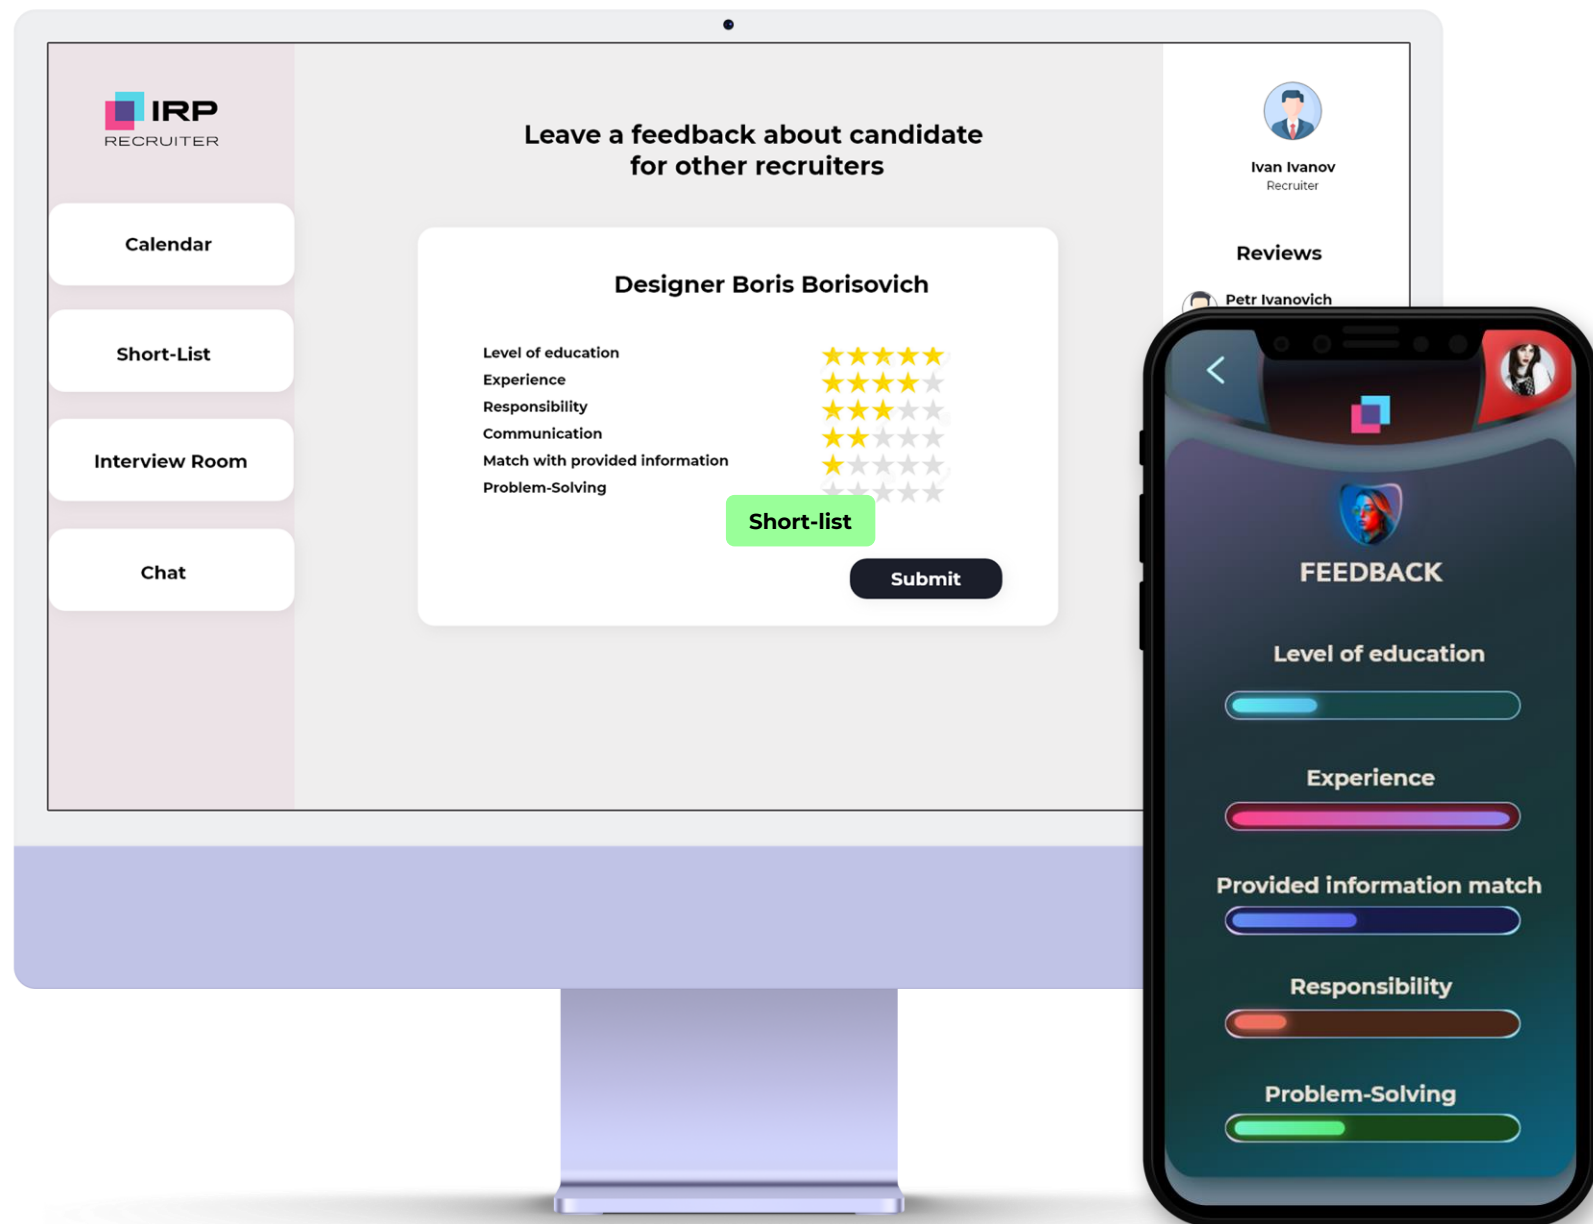 IRP
RECRUITER
Calendar
Short-List
Interview Room
Chat
Leave a feedback about candidate
for other recruiters
Designer Boris Borisovich
Level of education
Experience
Responsibility
Communication
Match with provided information
Problem-Solving
Short-list
Submit
Ivan Ivanov
Recruiter
Reviews
Petr Ivanovich
FEEDBACK
Level of education
Experience
Provided information match
Responsibility
Problem-Solving